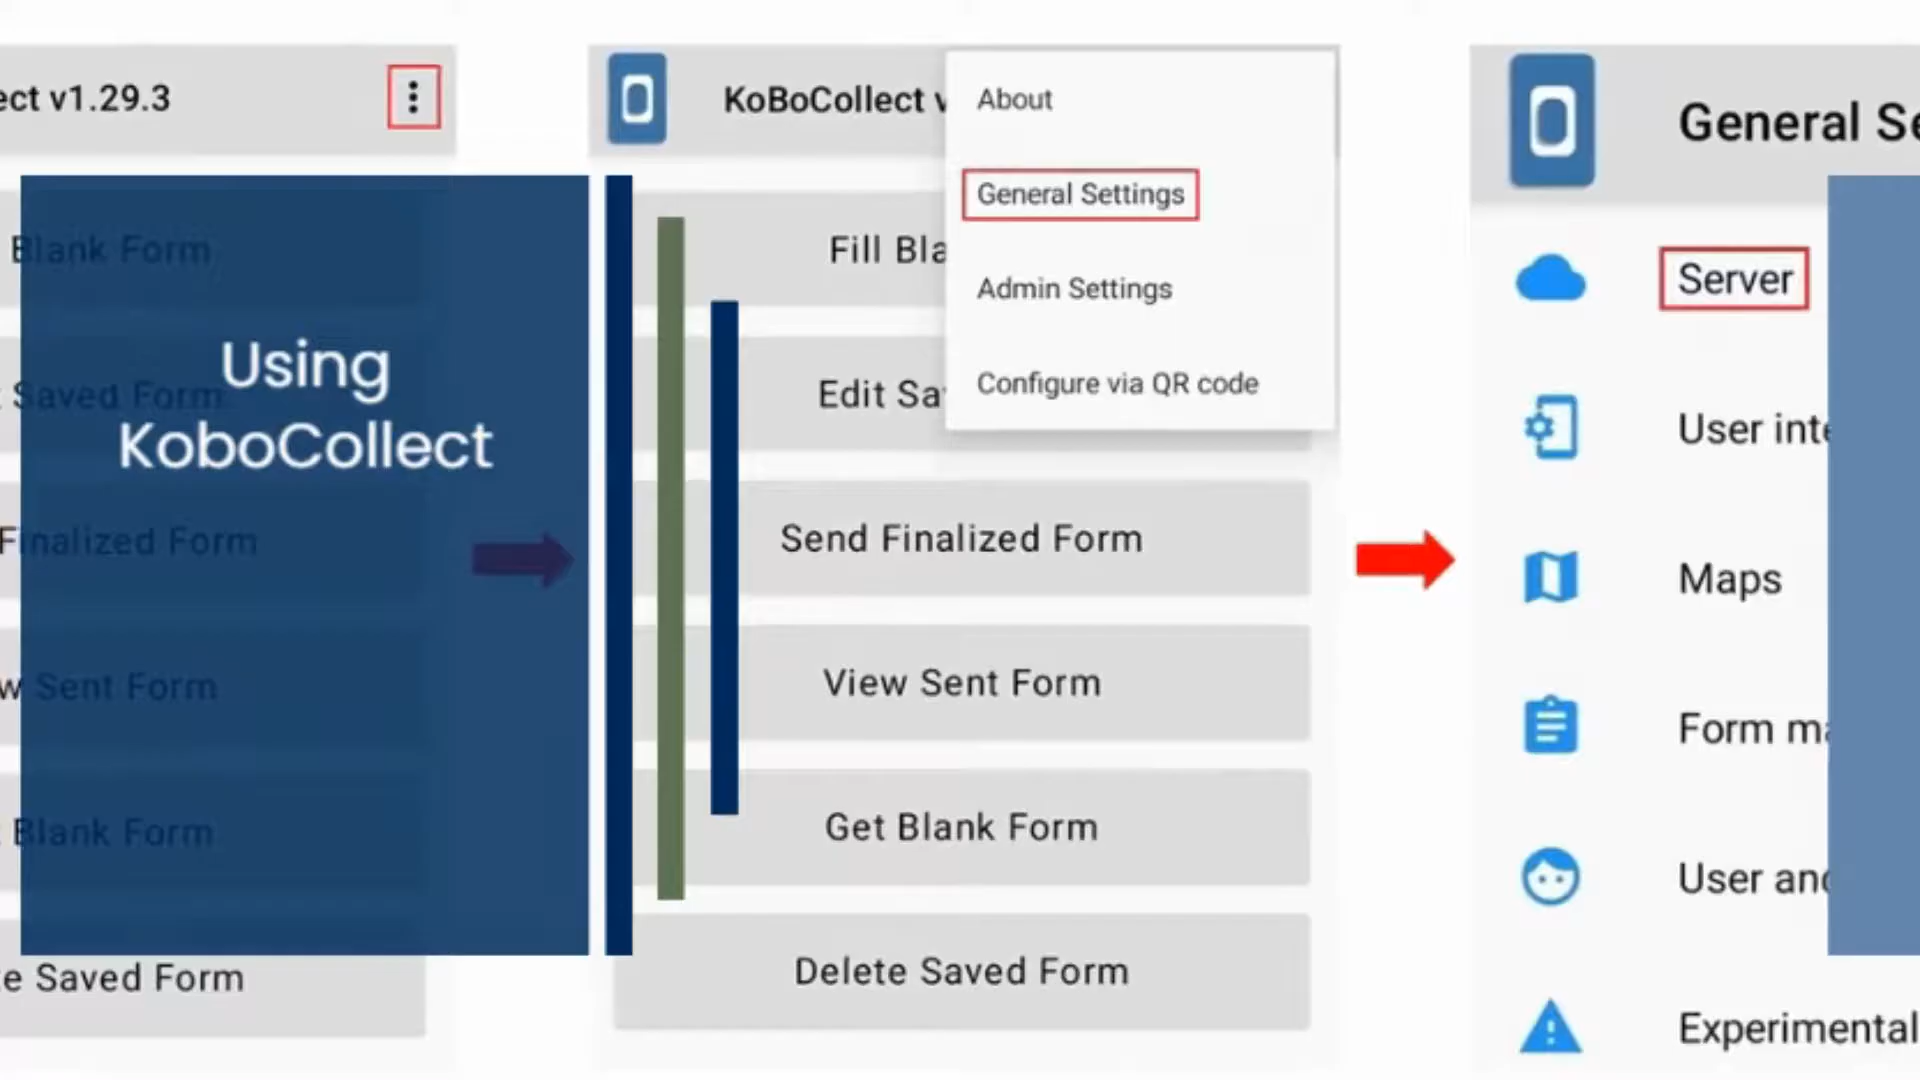 ect v1.29.3
Blank Form
Saved Form
Finalized Form
w Sent Form
Blank Form
e Saved Form
Using
KoboCollect
KoBoCollect v
About
General Settings
Admin Settings
Configure via QR code
Fill Bla
Edit Sa
Send Finalized Form
View Sent Form
Get Blank Form
Delete Saved Form
General Se
Server
User inte
Maps
Form ma
User and
Experimental